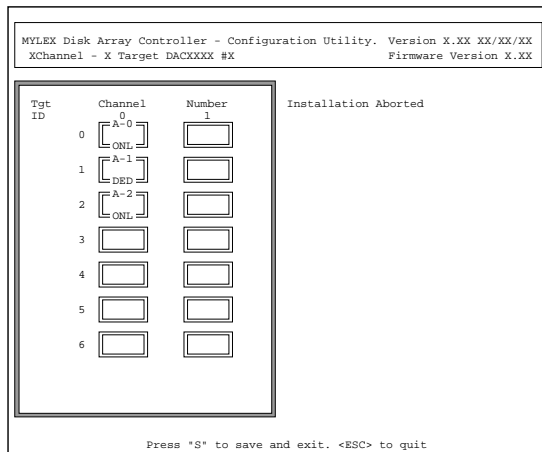 MYLEX Disk Array Controller - Configuration Utility. Version X.XX XX/XX/XX
XChannel - X Target DACXXXX #X Firmware Version X.XX
Tgt Channel Number Installation Aborted
ID 0 1
A-0
0
ONL
A-1
1
DED
A-2
2
ONL
3
4
5
6
Press "S" to save and exit. <ESC> to quit